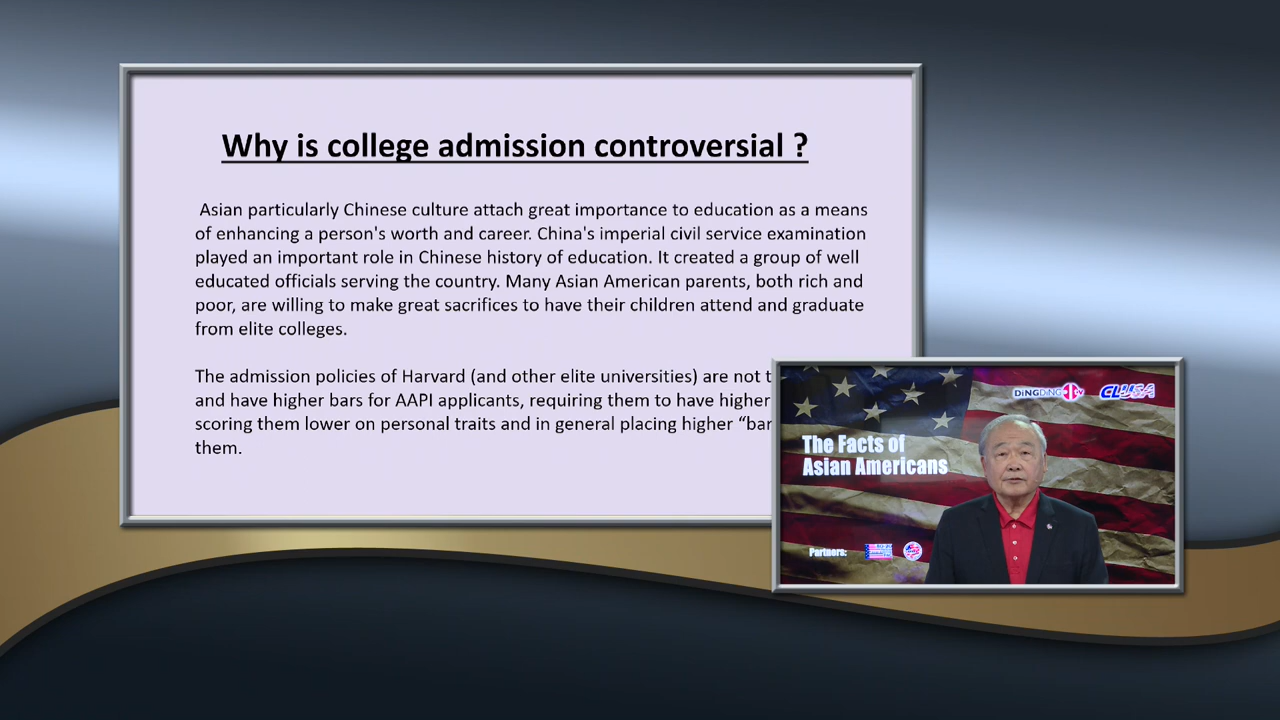 Why is college admission controversial ?
Asian particularly Chinese culture attach great importance to education as a means
of enhancing a person's worth and career. China's imperial civil service examination
played an important role in Chinese history of education. It created a group of well
educated officials serving the country. Many Asian American parents, both rich and
poor, are willing to make great sacrifices to have their children attend and graduate
from elite colleges.
The admission policies of Harvard (and other elite universities) are not
and have higher bar for AAPI applicants, requiring them to have higher
scoring them lower on personal traits and in general placing higher “bar
them.
DiNGDiNG TV
CLUSA
The Facts of
Asian Americans
Partners: